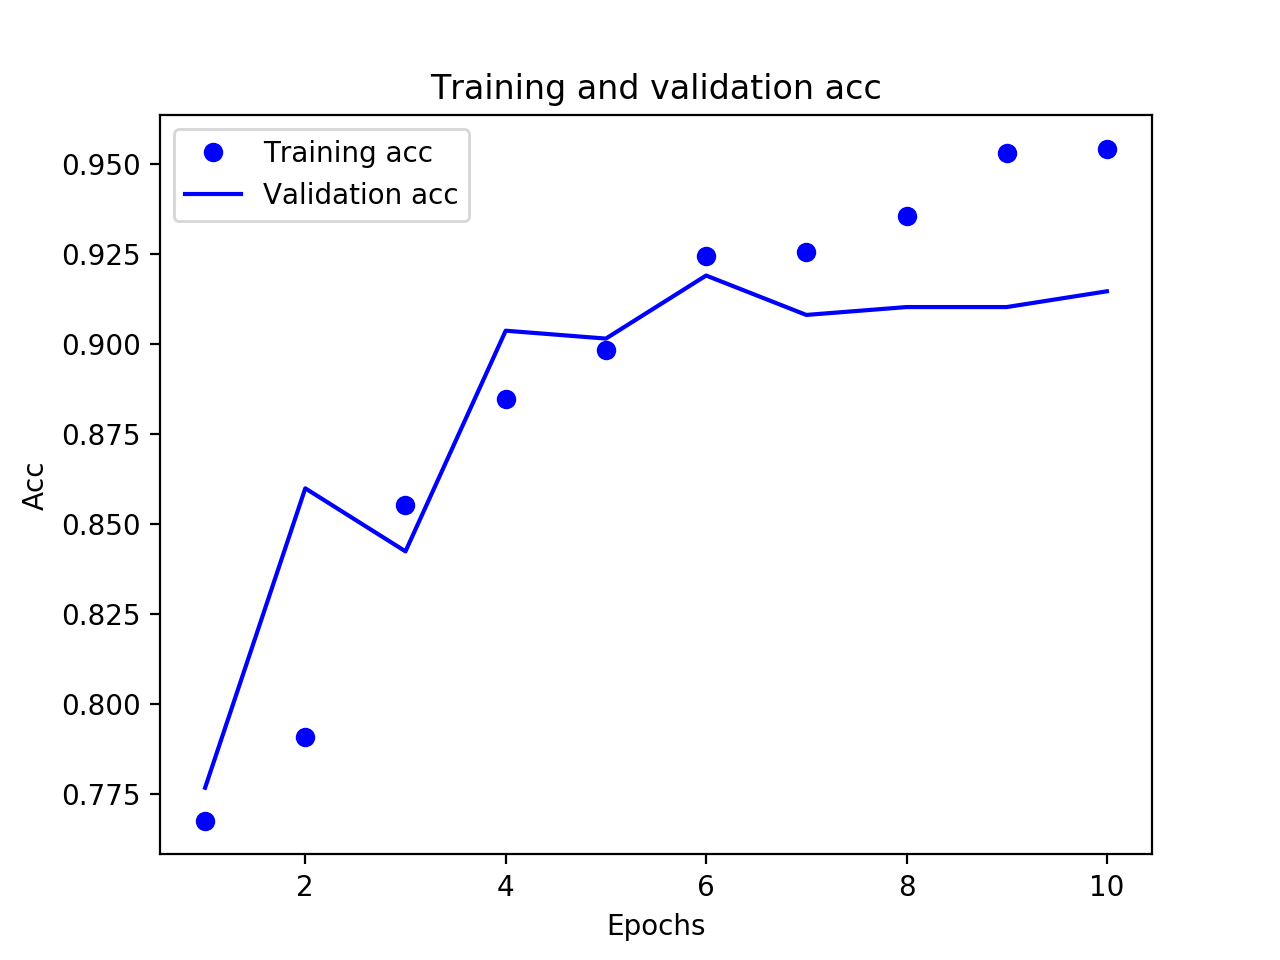 Training and validation acc
Training acc
Validation acc
0.950
0.925
0.900
0.875
0.850
0.825
0.800
0.775
Acc
2 4 6 8 10
Epochs